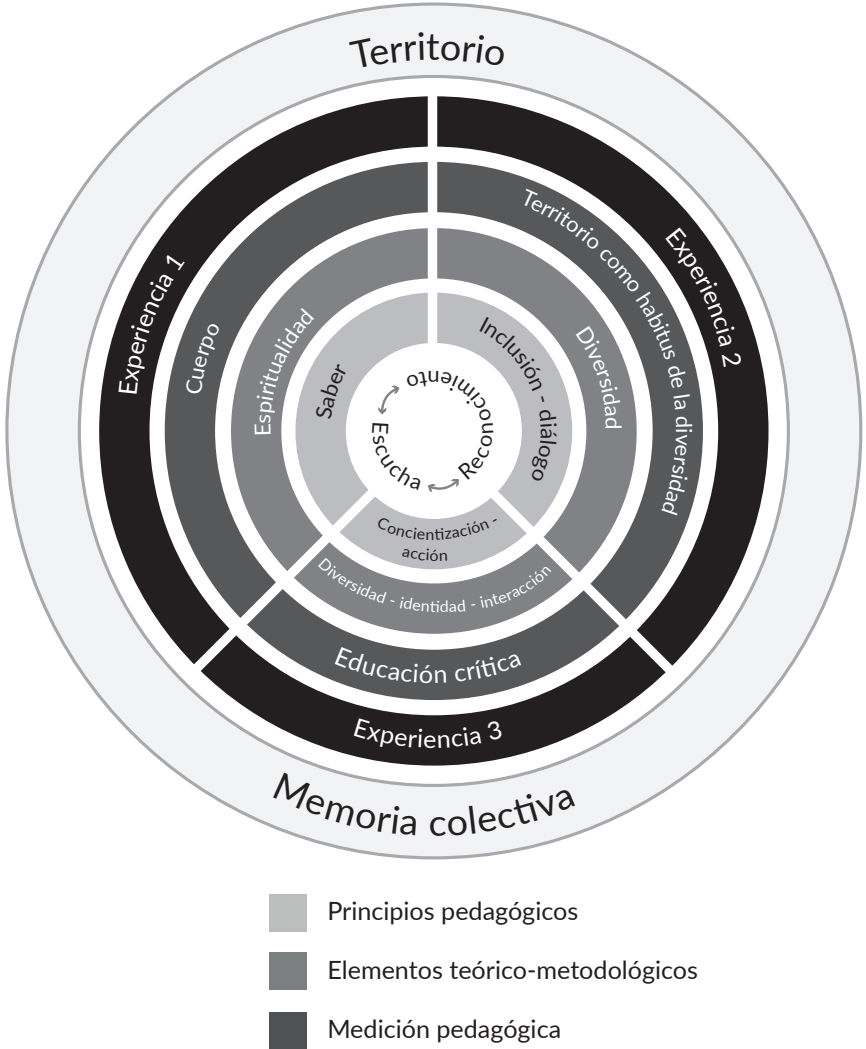 Territorio
Experiencia 1
Cuerpo
Espiritualidad
Saber
Experiencia 2
Territorio como habitus de la diversidad
Diversidad
Inclusión - diálogo
Reconocimiento
Escucha
Concientización -
acción
Diversidad - identidad - interacción
Educación crítica
Experiencia 3
Memoria colectiva
Principios pedagógicos
Elementos teórico-metodológicos
Medición pedagógica